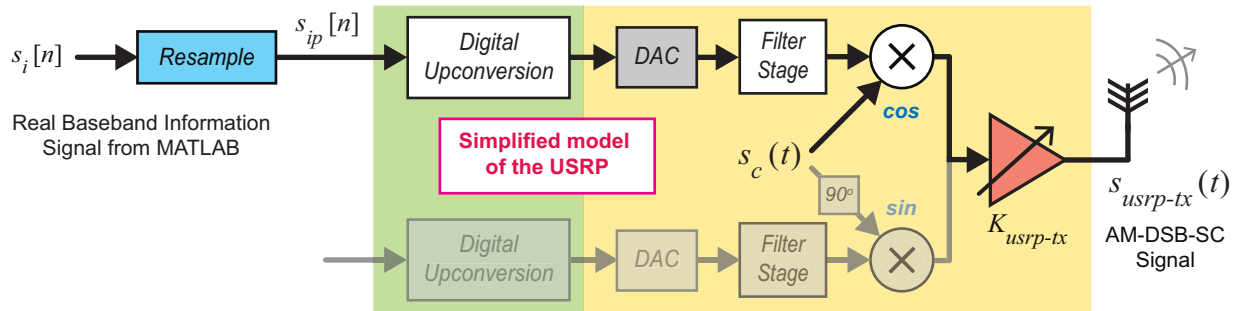 s_i[n]
Resample
s_ip[n]
Digital
Upconversion
DAC
Filter
Stage
×
cos
Real Baseband Information
Signal from MATLAB
Simplified model
of the USRP
s_c(t)
90°
sin
K_usrp-tx
s_usrp-tx(t)
AM-DSB-SC
Signal
Digital
Upconversion
DAC
Filter
Stage
×